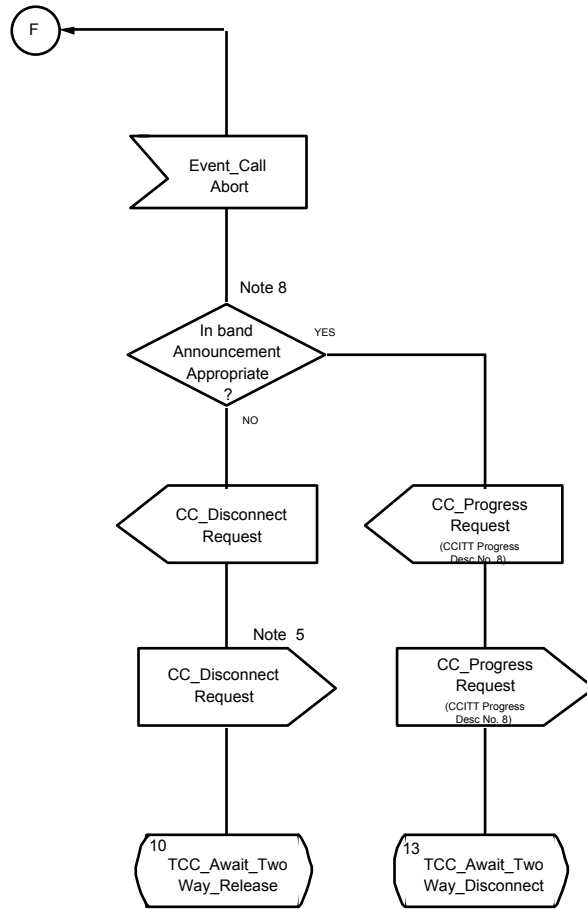 F
Event_Call
Abort
Note 8
In band
Announcement
Appropriate
?
YES
NO
CC_Disconnect
Request
CC_Progress
Request
(CCITT Progress
Desc No. 8)
Note 5
CC_Disconnect
Request
CC_Progress
Request
(CCITT Progress
Desc No. 8)
10
TCC_Await_Two
Way_Release
13
TCC_Await_Two
Way_Disconnect